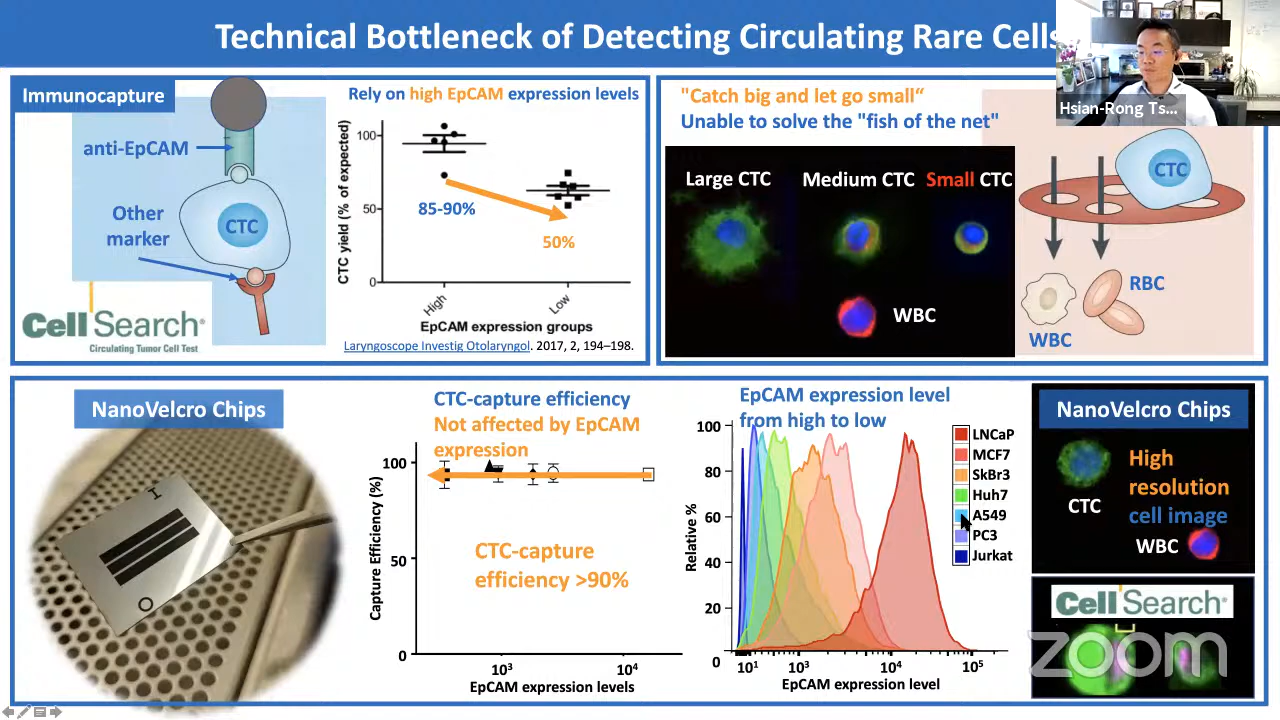 Technical Bottleneck of Detecting Circulating Rare Cells
Hsian-Rong Ts...
Immunocapture
anti-EpCAM
CTC
Other
marker
Cell Search®
Circulating Tumor Cell Test
Rely on high EpCAM expression levels
CTC yield (% of expected)
100
50
0
85-90%
50%
High
Low
EpCAM expression groups
Laryngoscope Investig Otolaryngol. 2017, 2, 194–198.
"Catch big and let go small“
Unable to solve the "fish of the net"
Large CTC
Medium CTC
Small CTC
WBC
CTC
RBC
WBC
NanoVelcro Chips
I
O
CTC-capture efficiency
Not affected by EpCAM
expression
Capture Efficiency (%)
100
50
0
CTC-capture
efficiency >90%
10³
10⁴
EpCAM expression levels
EpCAM expression level
from high to low
Relative %
100
80
60
40
20
0
10¹
10³
10⁴
10⁵
EpCAM expression level
LNCaP
MCF7
SkBr3
Huh7
A549
PC3
Jurkat
NanoVelcro Chips
CTC
High
resolution
cell image
WBC
Cell Search®
zoom